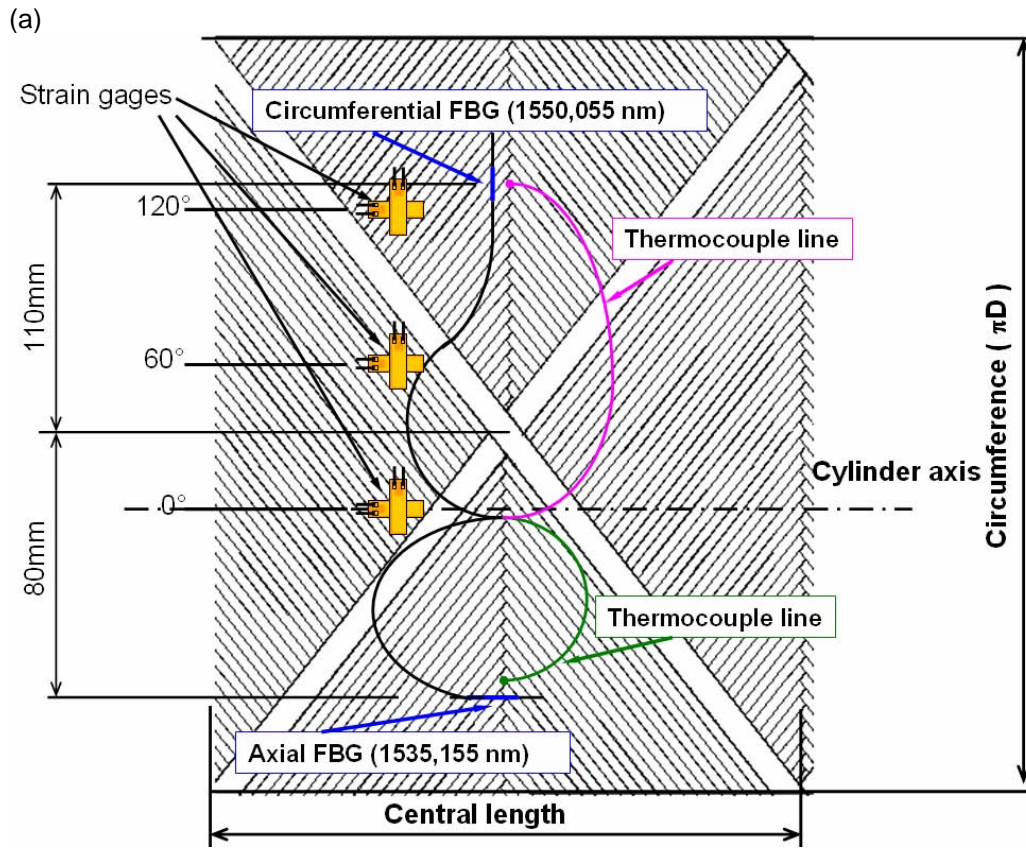 (a)
Strain gages
Circumferential FBG (1550,055 nm)
120°
Thermocouple line
110mm
60°
Circumference ( πD )
Cylinder axis
0°
80mm
Thermocouple line
Axial FBG (1535,155 nm)
Central length